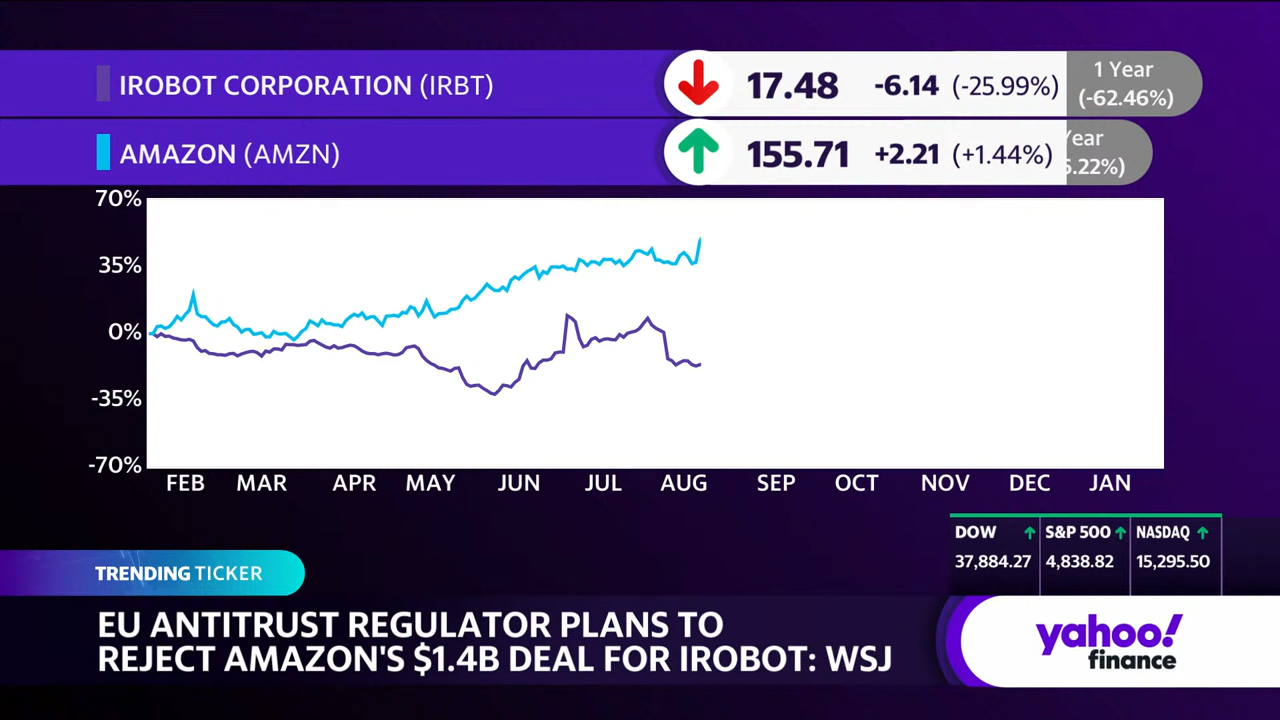 IROBOT CORPORATION (IRBT) 17.48 -6.14 (-25.99%) 1 Year
(-62.46%)
AMAZON (AMZN) 155.71 +2.21 (+1.44%) Year
6.22%)
70%
35%
0%
-35%
-70%
FEB MAR APR MAY JUN JUL AUG SEP OCT NOV DEC JAN
DOW S&P 500 NASDAQ
37,884.27 4,838.82 15,295.50
TRENDING TICKER
EU ANTITRUST REGULATOR PLANS TO
REJECT AMAZON'S $1.4B DEAL FOR IROBOT: WSJ
yahoo!
finance